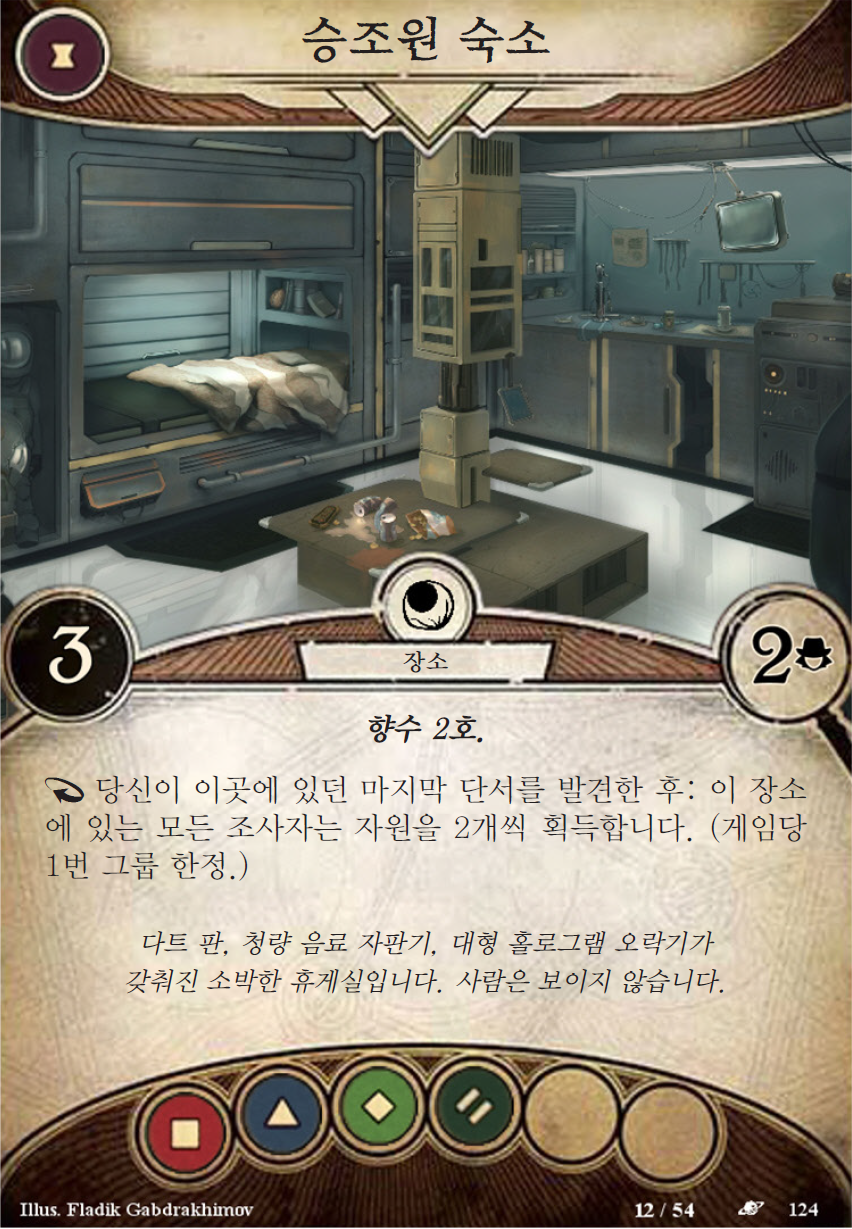 승조원 숙소
3
장소
2
향수 2호.
당신이 이곳에 있던 마지막 단서를 발견한 후: 이 장소
에 있는 모든 조사자는 자원을 2개씩 획득합니다. (게임당
1번 그룹 한정.)
다트 판, 청량 음료 자판기, 대형 홀로그램 오락기가
갖춰진 소박한 휴게실입니다. 사람은 보이지 않습니다.
Illus. Fladik Gabdrakhimov
12 / 54
124